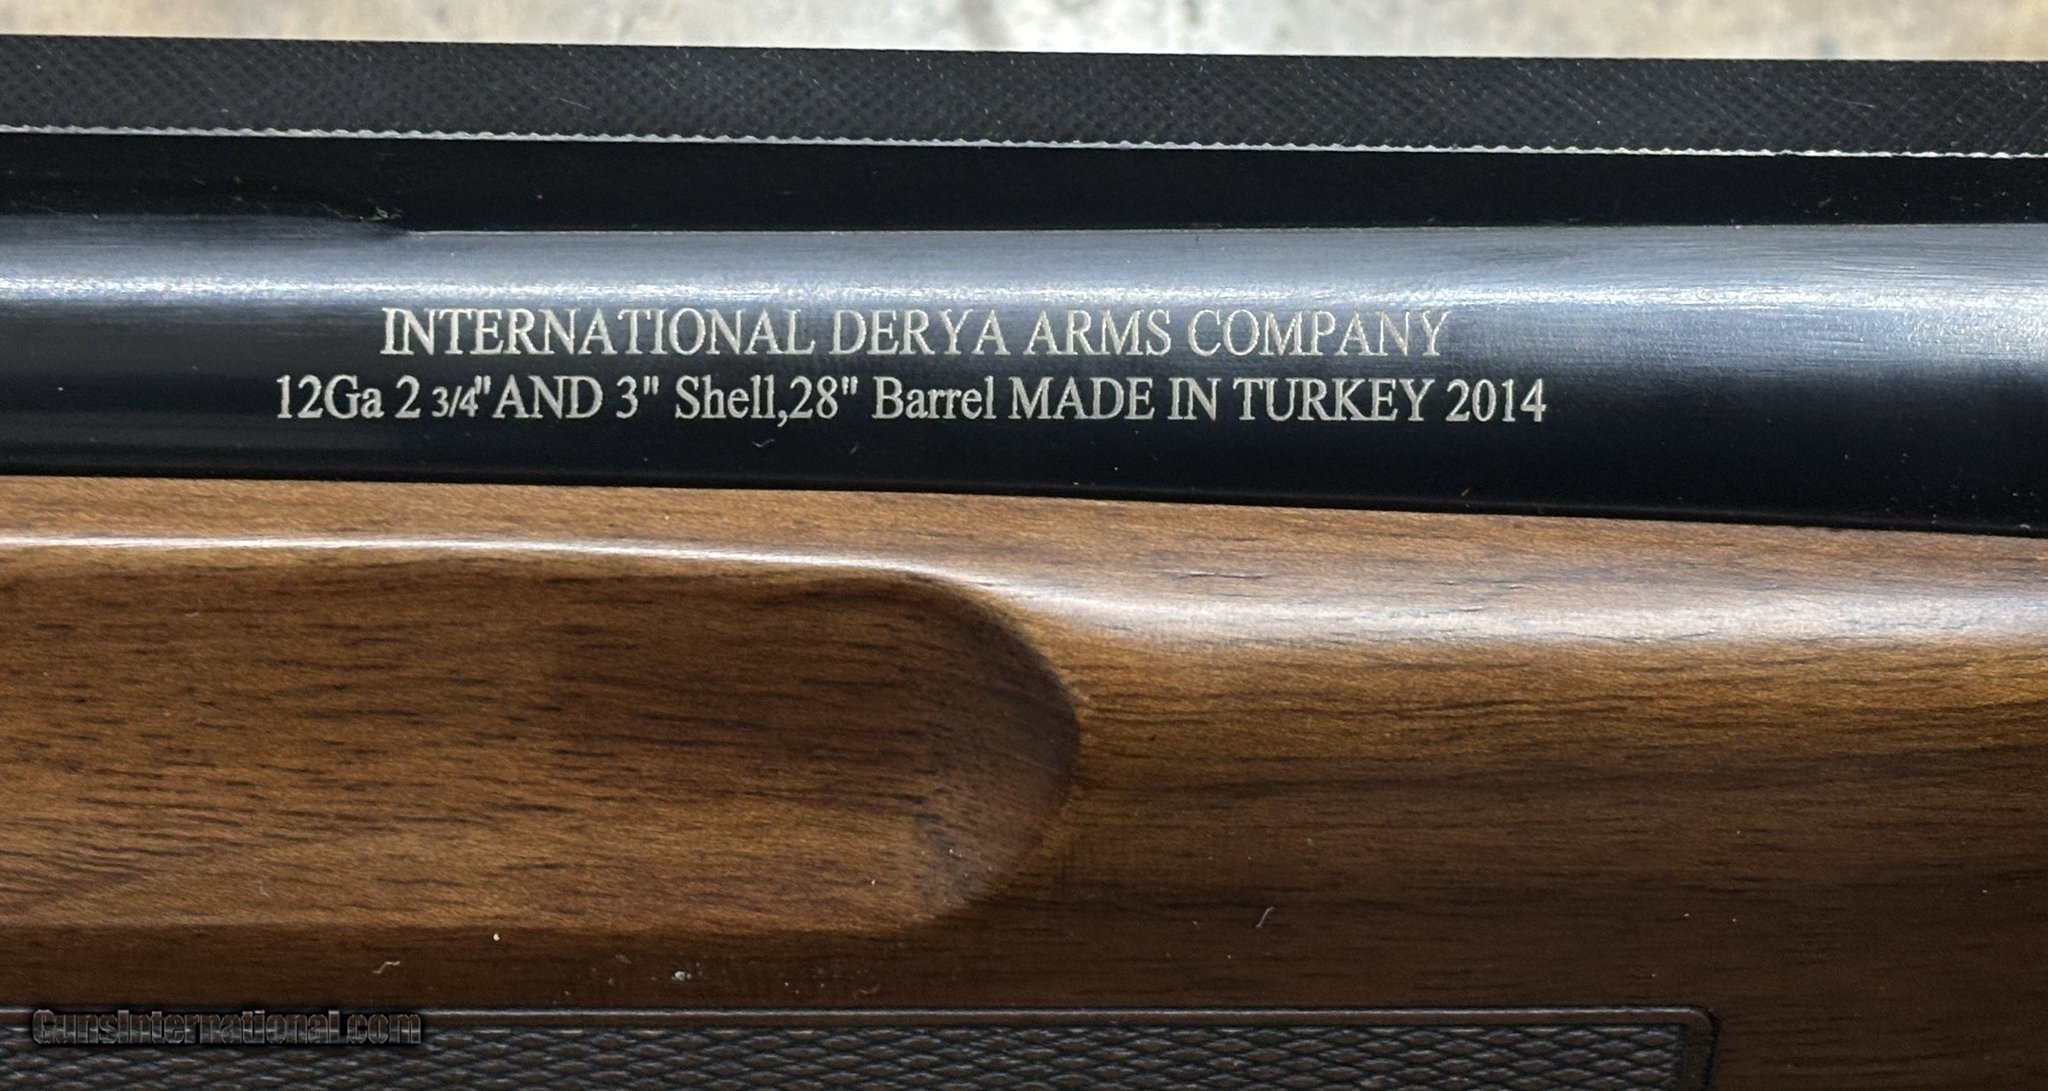 INTERNATIONAL DERYA ARMS COMPANY
12Ga 2 3/4"AND 3" Shell,28" Barrel MADE IN TURKEY 2014
GunsInternational.com